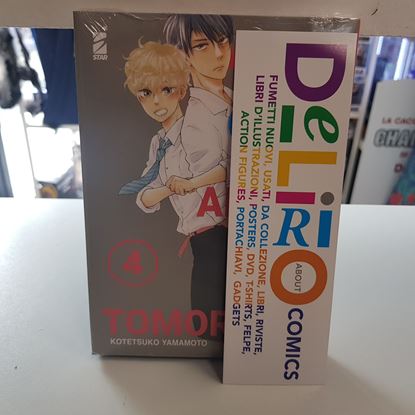 STAR
A
4
TOMOR
KOTETSUKO YAMAMOTO
DeLiRiO
ABOUT
COMICS
FUMETTI NUOVI, USATI, DA COLLEZIONE, LIBRI, RIVISTE,
LIBRI D'ILLUSTRAZIONI, POSTERS, DVD, T-SHIRTS, FELPE,
ACTION FIGURES, PORTACHIAVI, GADGETS
LA CA
CHA